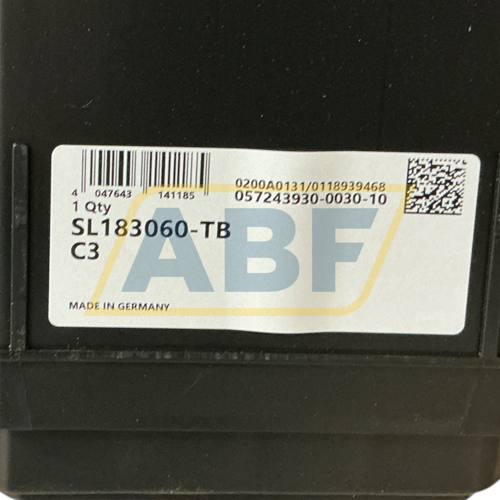 4 047643 141185
0200A0131/0118939468
057243930-0030-10
1 Qty
SL183060-TB
C3
MADE IN GERMANY
ABF